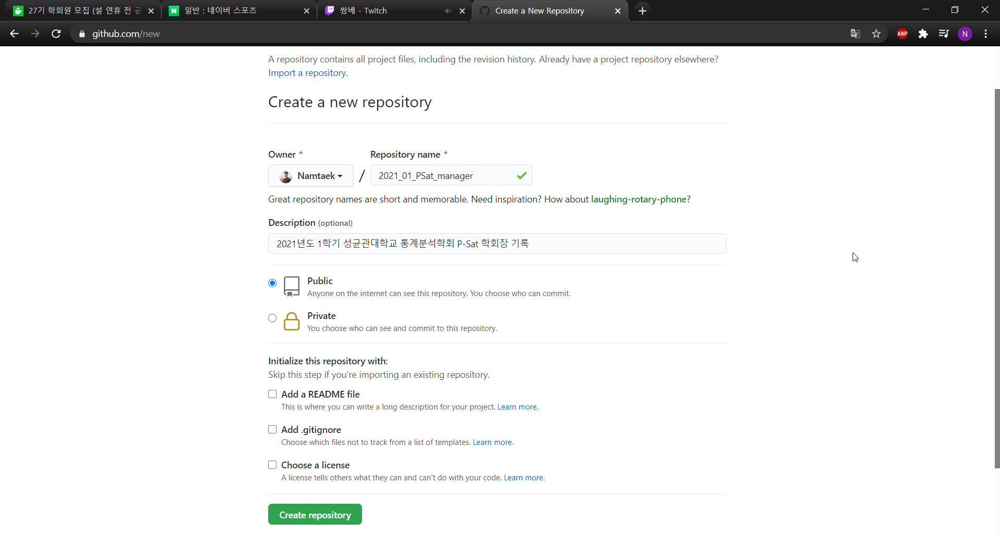 27기 학회원 모집 (설 연휴 전 공
일반 : 네이버 스포츠
쌍베 - Twitch
Create a New Repository
github.com/new
ABP
N
A repository contains all project files, including the revision history. Already have a project repository elsewhere?
Import a repository.
Create a new repository
Owner *
Repository name *
Namtaek
/
2021_01_PSat_manager
Great repository names are short and memorable. Need inspiration? How about laughing-rotary-phone?
Description (optional)
2021년도 1학기 성균관대학교 통계분석학회 P-Sat 학회장 기록
Public
Anyone on the internet can see this repository. You choose who can commit.
Private
You choose who can see and commit to this repository.
Initialize this repository with:
Skip this step if you’re importing an existing repository.
Add a README file
This is where you can write a long description for your project. Learn more.
Add .gitignore
Choose which files not to track from a list of templates. Learn more.
Choose a license
A license tells others what they can and can't do with your code. Learn more.
Create repository